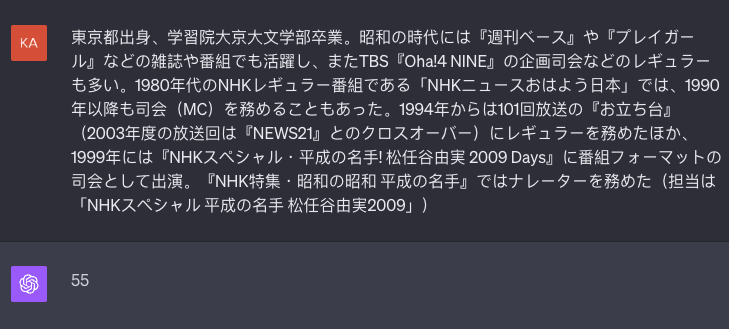 KA
東京都出身、学習院大京大文学部卒業。昭和の時代には『週刊ベース』や『プレイガー
ル』などの雑誌や番組でも活躍し、またTBS『Oha!4 NINE』の企画司会などのレギュラー
も多い。1980年代のNHKレギュラー番組である「NHKニュースおはよう日本」では、1990
年以降も司会（MC）を務めることもあった。1994年からは101回放送の『お立ち台』
（2003年度の放送回は『NEWS21』とのクロスオーバー）にレギュラーを務めたほか、
1999年には『NHKスペシャル・平成の名手! 松任谷由実 2009 Days』に番組フォーマットの
司会として出演。『NHK特集・昭和の昭和 平成の名手』ではナレーターを務めた（担当は
「NHKスペシャル 平成の名手 松任谷由実2009」）
55